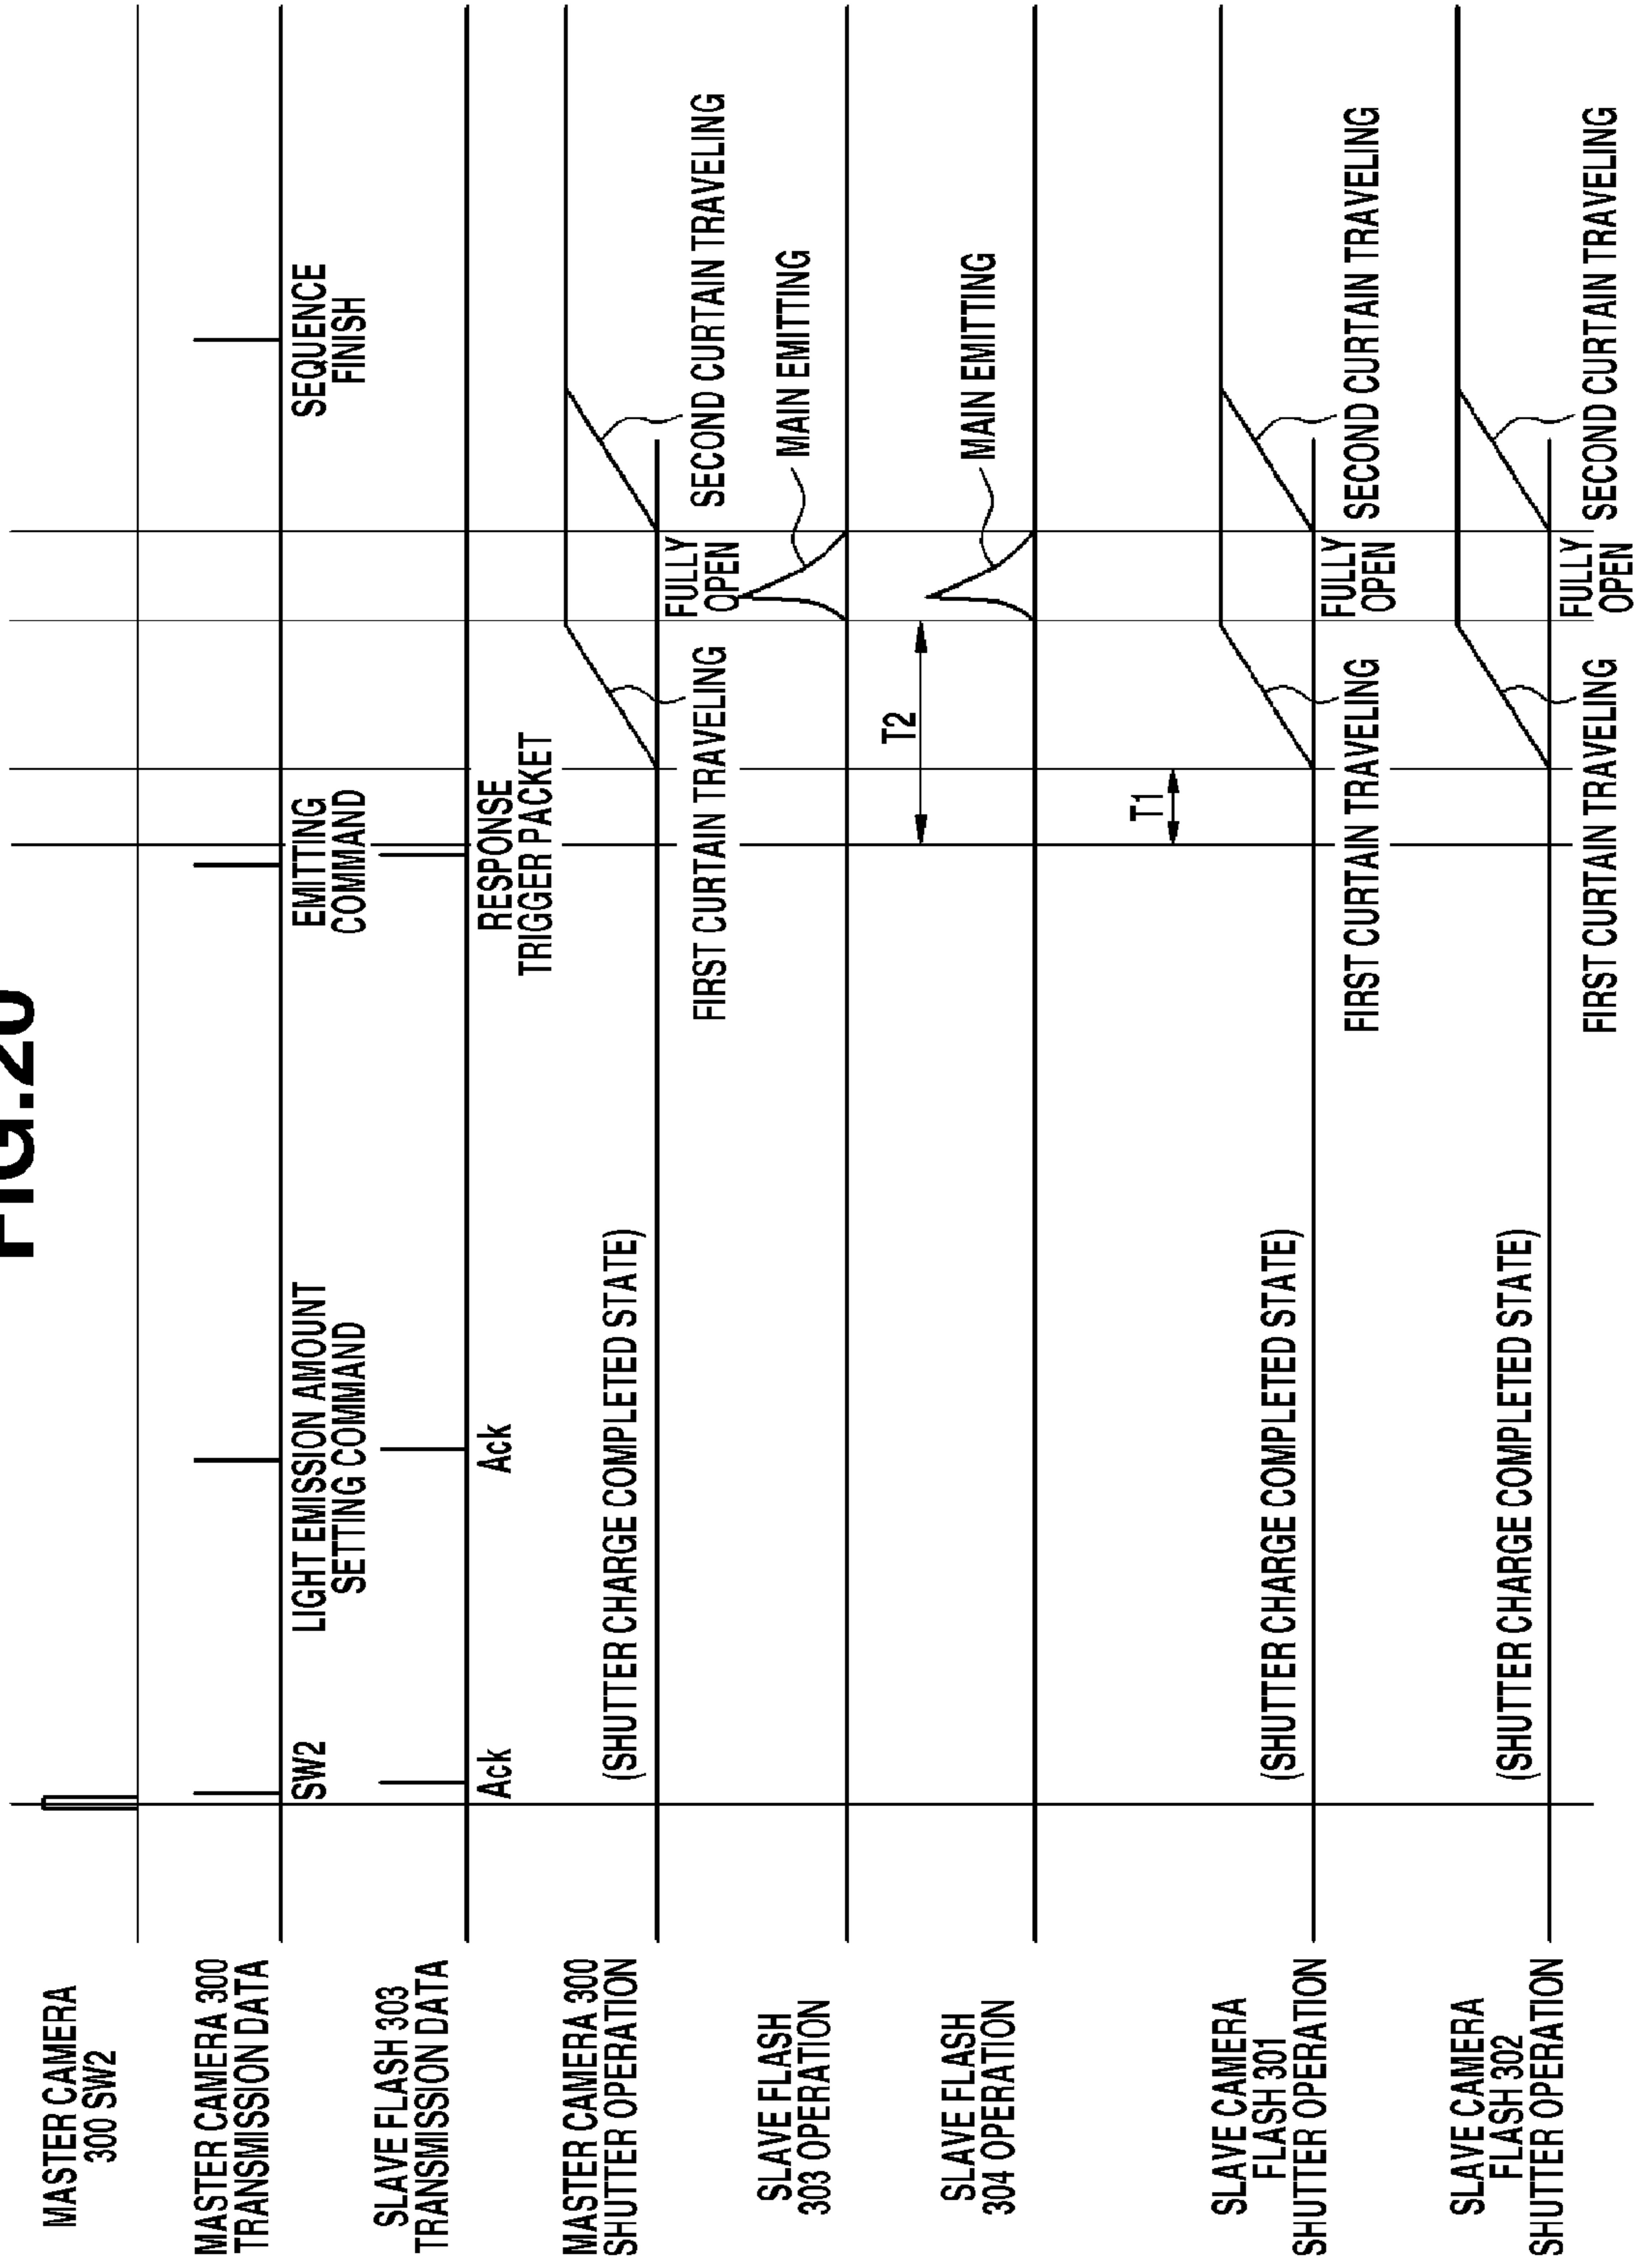 FIG.20
MASTER CAMERA
300 SW2
MASTER CAMERA 300
TRANSMISSION DATA
SW2
LIGHT EMISSION AMOUNT
SETTING COMMAND
EMITTING
COMMAND
SEQUENCE
FINISH
SLAVE FLASH 303
TRANSMISSION DATA
Ack
Ack
RESPONSE
TRIGGER PACKET
MASTER CAMERA 300
SHUTTER OPERATION
(SHUTTER CHARGE COMPLETED STATE)
FIRST CURTAIN TRAVELING
FULLY
OPEN
SECOND CURTAIN TRAVELING
SLAVE FLASH
303 OPERATION
MAIN EMITTING
T2
SLAVE FLASH
304 OPERATION
MAIN EMITTING
T1
SLAVE CAMERA
FLASH 301
SHUTTER OPERATION
(SHUTTER CHARGE COMPLETED STATE)
FIRST CURTAIN TRAVELING
FULLY
OPEN
SECOND CURTAIN TRAVELING
SLAVE CAMERA
FLASH 302
SHUTTER OPERATION
(SHUTTER CHARGE COMPLETED STATE)
FIRST CURTAIN TRAVELING
FULLY
OPEN
SECOND CURTAIN TRAVELING